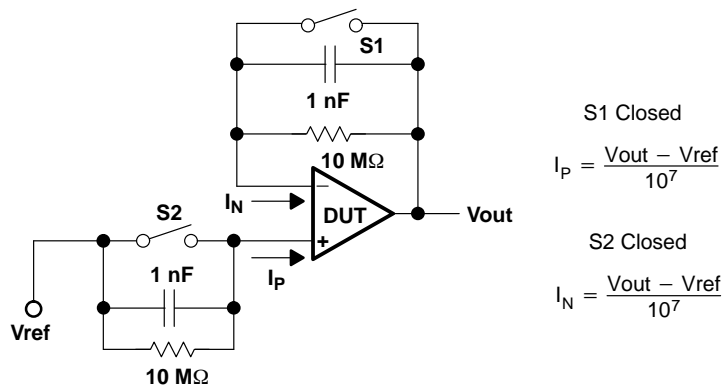 S1
1 nF
10 MΩ
S1 Closed
I_P = (Vout − Vref) / 10^7
I_N
−
DUT
Vout
S2
+
I_P
S2 Closed
1 nF
I_N = (Vout − Vref) / 10^7
Vref
10 MΩ